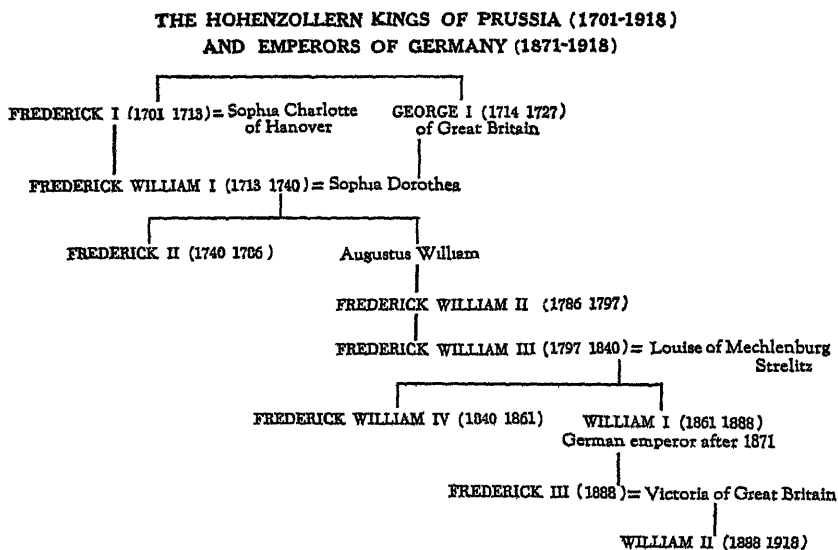 THE HOHENZOLLERN KINGS OF PRUSSIA (1701-1918)
AND EMPERORS OF GERMANY (1871-1918)
FREDERICK I (1701 1713) = Sophia Charlotte of Hanover
GEORGE I (1714 1727)
of Great Britain
FREDERICK WILLIAM I (1713 1740) = Sophia Dorothea
FREDERICK II (1740 1786)
Augustus William
FREDERICK WILLIAM II (1786 1797)
FREDERICK WILLIAM III (1797 1840) = Louise of Mechlenburg
Strelitz
FREDERICK WILLIAM IV (1840 1861)
WILLIAM I (1861 1888)
German emperor after 1871
FREDERICK III (1888) = Victoria of Great Britain
WILLIAM II (1888 1918)